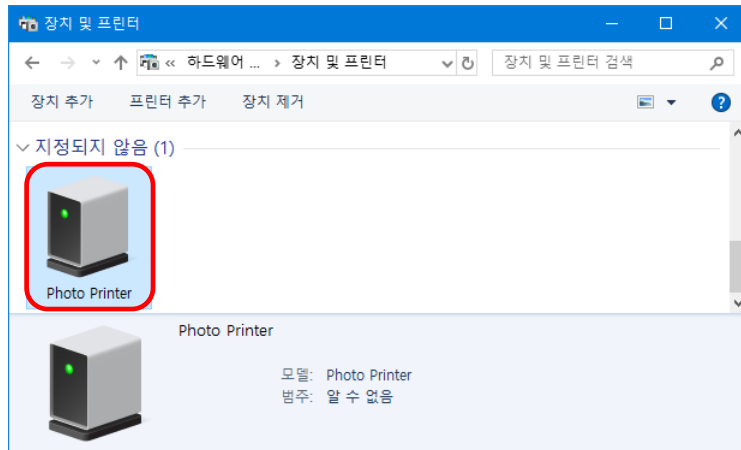 장치 및 프린터
« 하드웨어 ... › 장치 및 프린터 장치 및 프린터 검색
장치 추가 프린터 추가 장치 제거
지정되지 않음 (1)
Photo Printer
Photo Printer
모델: Photo Printer
범주: 알 수 없음